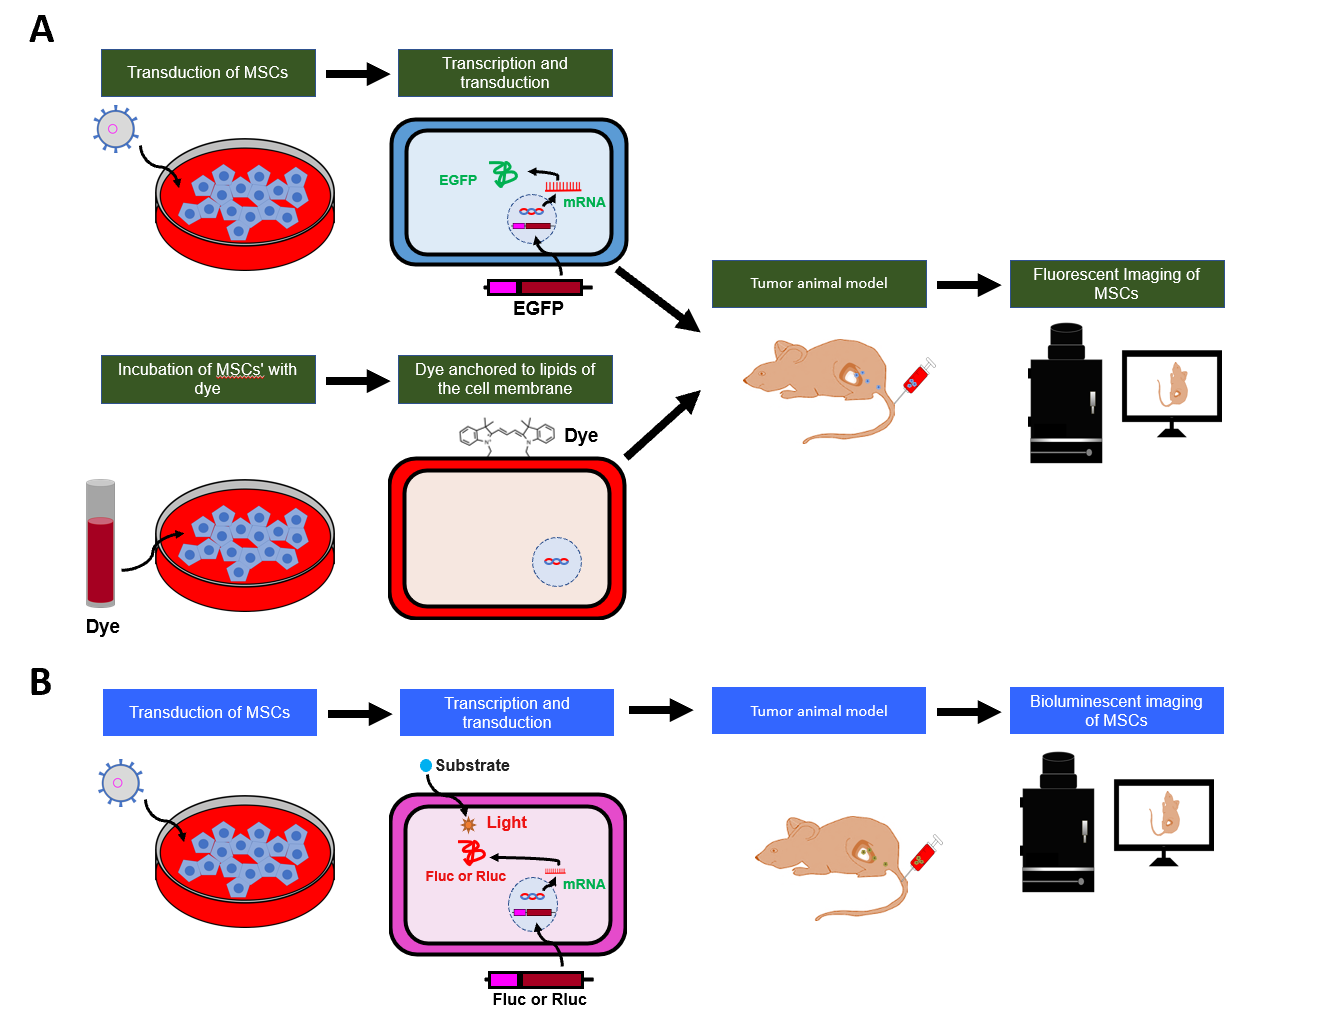 A
Transduction of MSCs
Transcription and
transduction
EGFP
mRNA
EGFP
Tumor animal model
Fluorescent Imaging of
MSCs
Incubation of MSCs' with
dye
Dye anchored to lipids of
the cell membrane
Dye
Dye
B
Transduction of MSCs
Transcription and
transduction
Tumor animal model
Bioluminescent imaging
of MSCs
Substrate
Light
Fluc or Rluc
mRNA
Fluc or Rluc